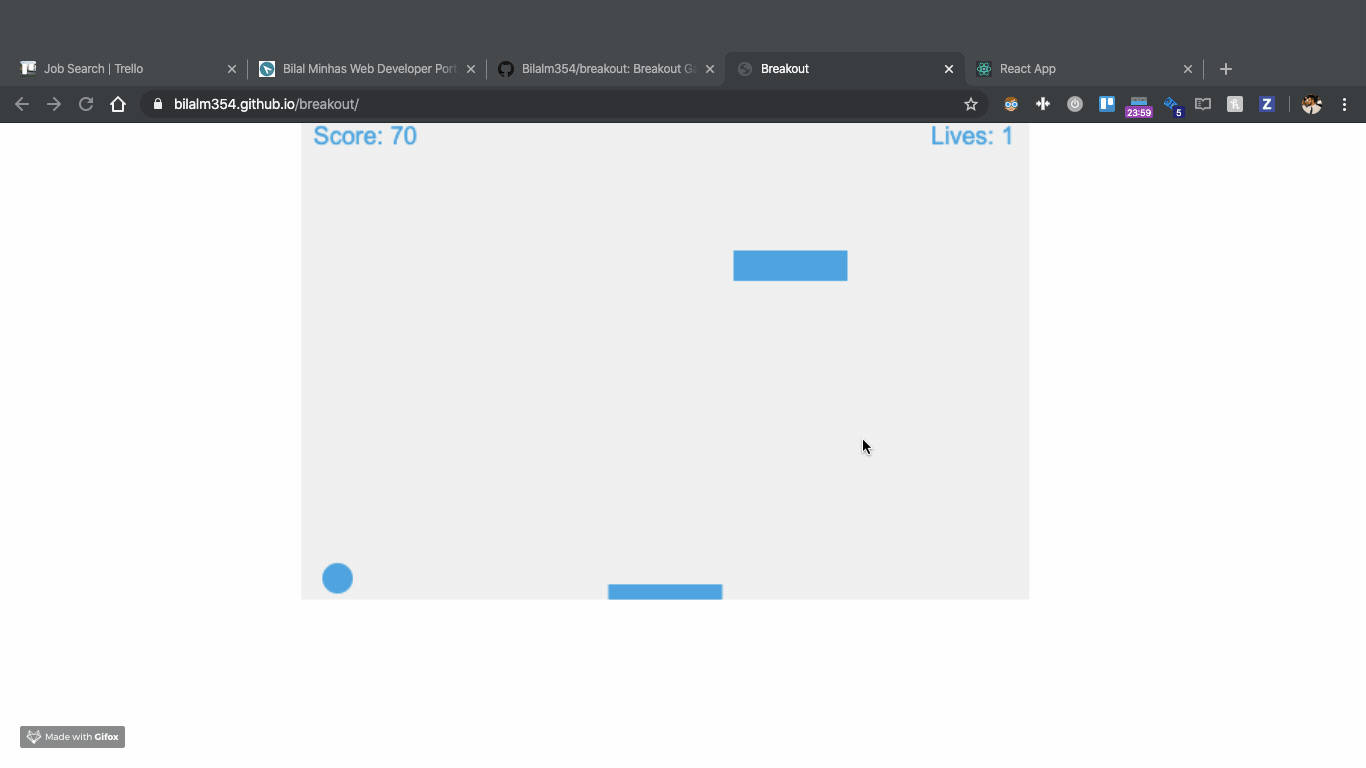 Job Search | Trello
Bilal Minhas Web Developer Port
Bilalm354/breakout: Breakout Ga
Breakout
React App
bilalm354.github.io/breakout/
23:59
5
Z
Score: 70
Lives: 1
Made with Gifox